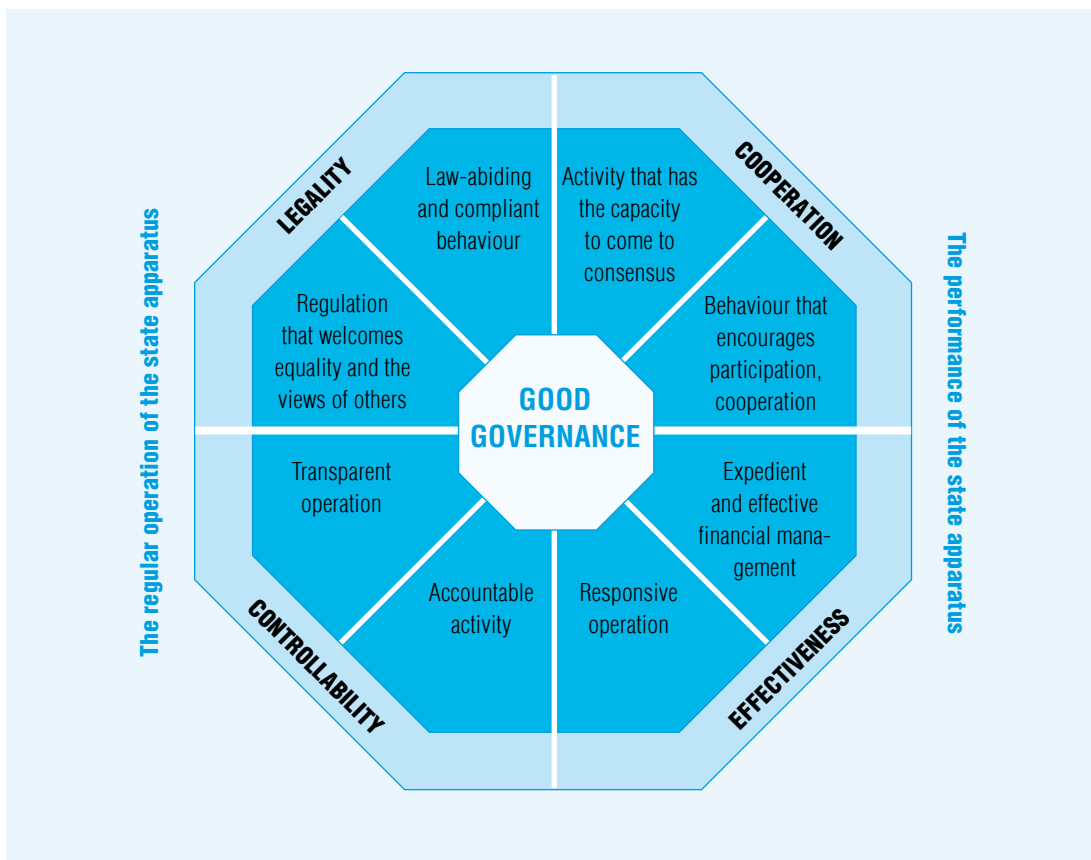 The regular operation of the state apparatus
LEGALITY
Law-abiding
and compliant
behaviour
Activity that has
the capacity
to come to
consensus
COOPERATION
Regulation
that welcomes
equality and the
views of others
Behaviour that
encourages
participation,
cooperation
GOOD
GOVERNANCE
Transparent
operation
Expedient
and effective
financial mana-
gement
Accountable
activity
Responsive
operation
CONTROLLABILITY
EFFECTIVENESS
The performance of the state apparatus